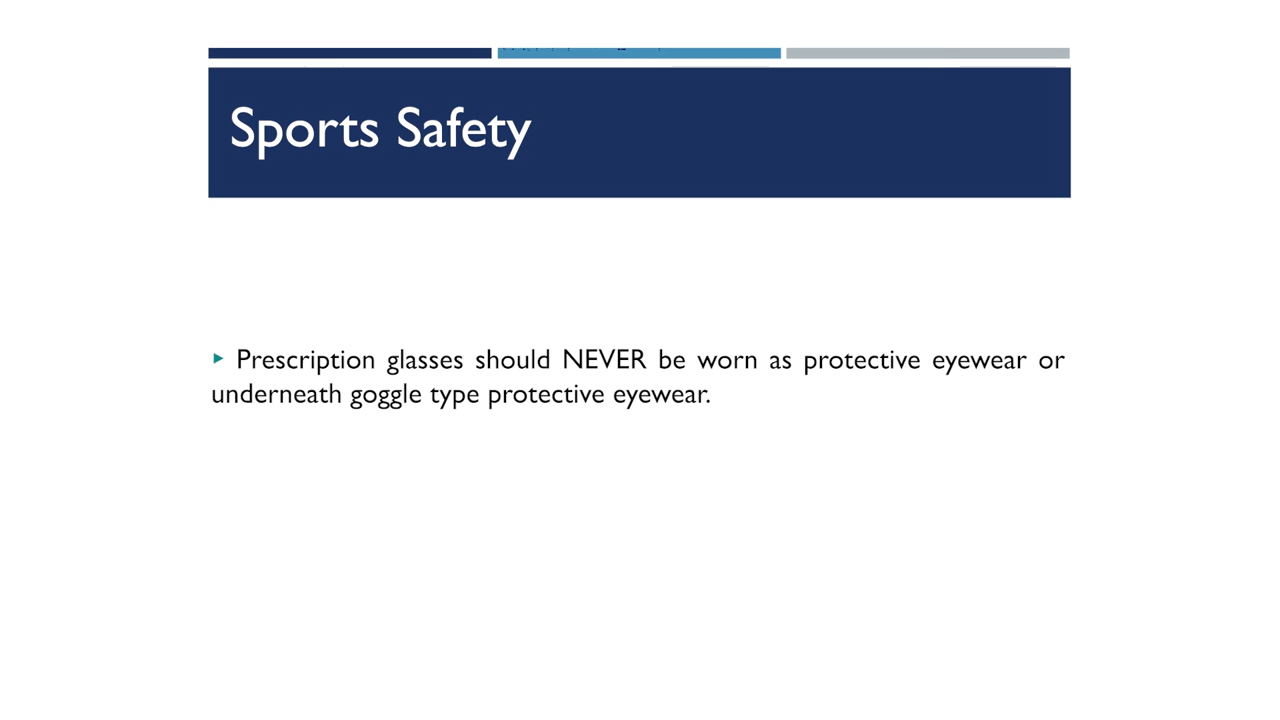 Sports Safety
Prescription glasses should NEVER be worn as protective eyewear or
underneath goggle type protective eyewear.